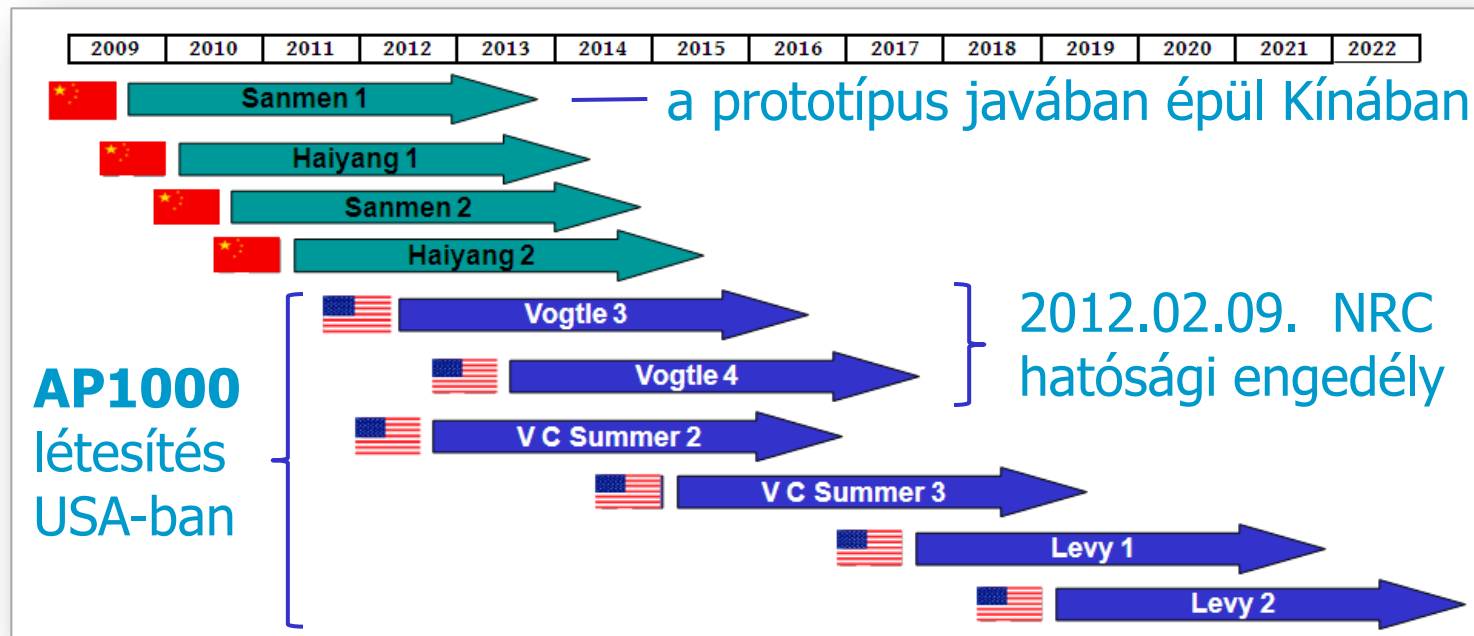 2009 2010 2011 2012 2013 2014 2015 2016 2017 2018 2019 2020 2021 2022
Sanmen 1
a prototípus javában épül Kínában
Haiyang 1
Sanmen 2
Haiyang 2
Vogtle 3
Vogtle 4
2012.02.09. NRC
hatósági engedély
AP1000
létesítés
USA-ban
V C Summer 2
V C Summer 3
Levy 1
Levy 2